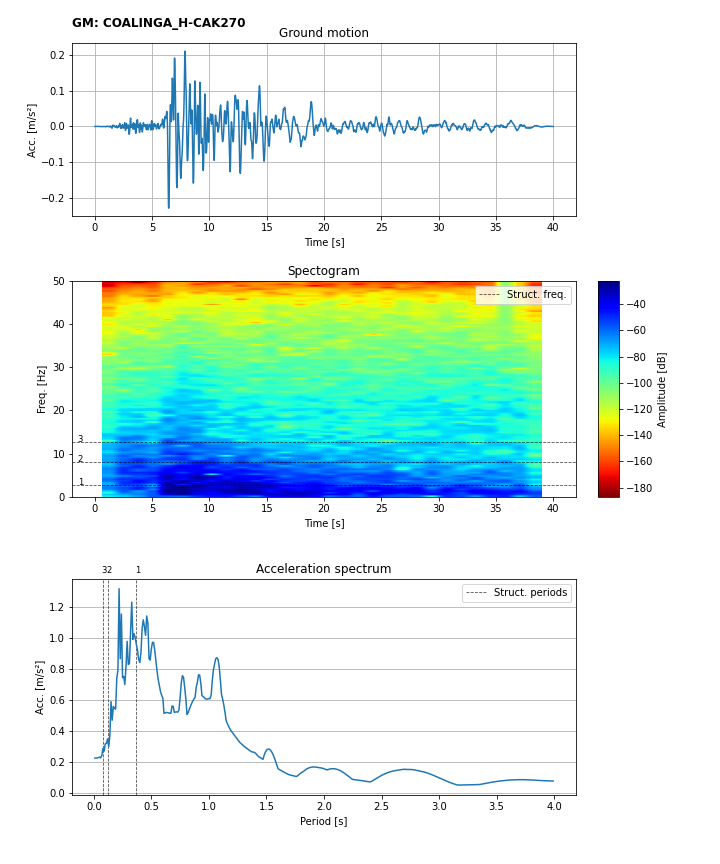 GM: COALINGA_H-CAK270
Ground motion
0.2
0.1
0.0
−0.1
−0.2
Acc. [m/s²]
0 5 10 15 20 25 30 35 40
Time [s]
Spectogram
50
40
30
20
10
0
Freq. [Hz]
3
2
1
Struct. freq.
0 5 10 15 20 25 30 35 40
Time [s]
−40
−60
−80
−100
−120
−140
−160
−180
Amplitude [dB]
32 1
Acceleration spectrum
1.2
1.0
0.8
0.6
0.4
0.2
0.0
Acc. [m/s²]
Struct. periods
0.0 0.5 1.0 1.5 2.0 2.5 3.0 3.5 4.0
Period [s]